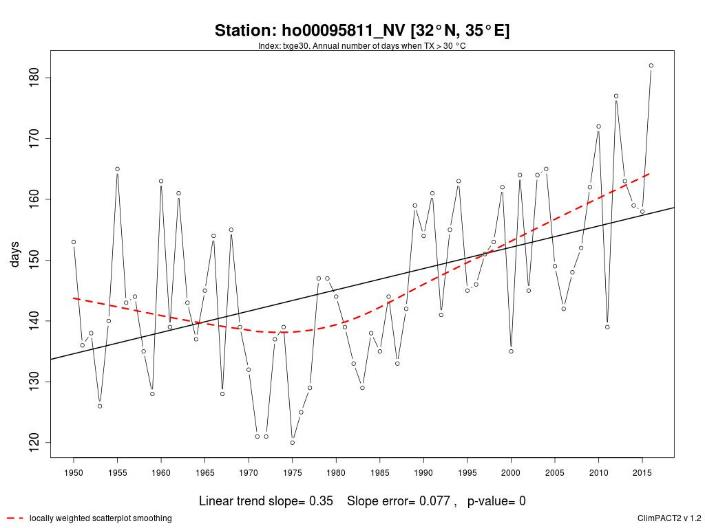 Station: ho00095811_NV [32°N, 35°E]
Index: txge30. Annual number of days when TX > 30 °C
days
180
170
160
150
140
130
120
1950 1955 1960 1965 1970 1975 1980 1985 1990 1995 2000 2005 2010 2015
Linear trend slope= 0.35 Slope error= 0.077 , p-value= 0
locally weighted scatterplot smoothing
ClimPACT2 v 1.2